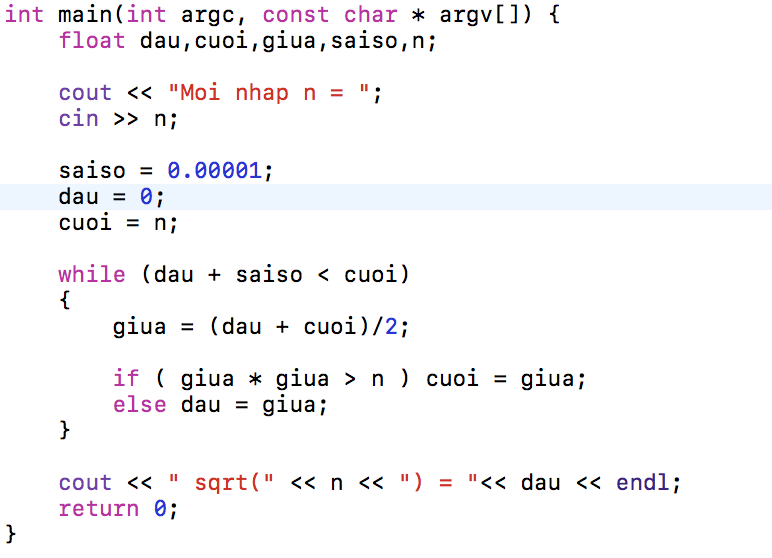 int main(int argc, const char * argv[]) {
    float dau,cuoi,giua,saiso,n;
    cout << "Moi nhap n = ";
    cin >> n;
    saiso = 0.00001;
    dau = 0;
    cuoi = n;
    while (dau + saiso < cuoi)
    {
        giua = (dau + cuoi)/2;
        if ( giua * giua > n ) cuoi = giua;
        else dau = giua;
    }
    cout << " sqrt(" << n << ") = "<< dau << endl;
    return 0;
}